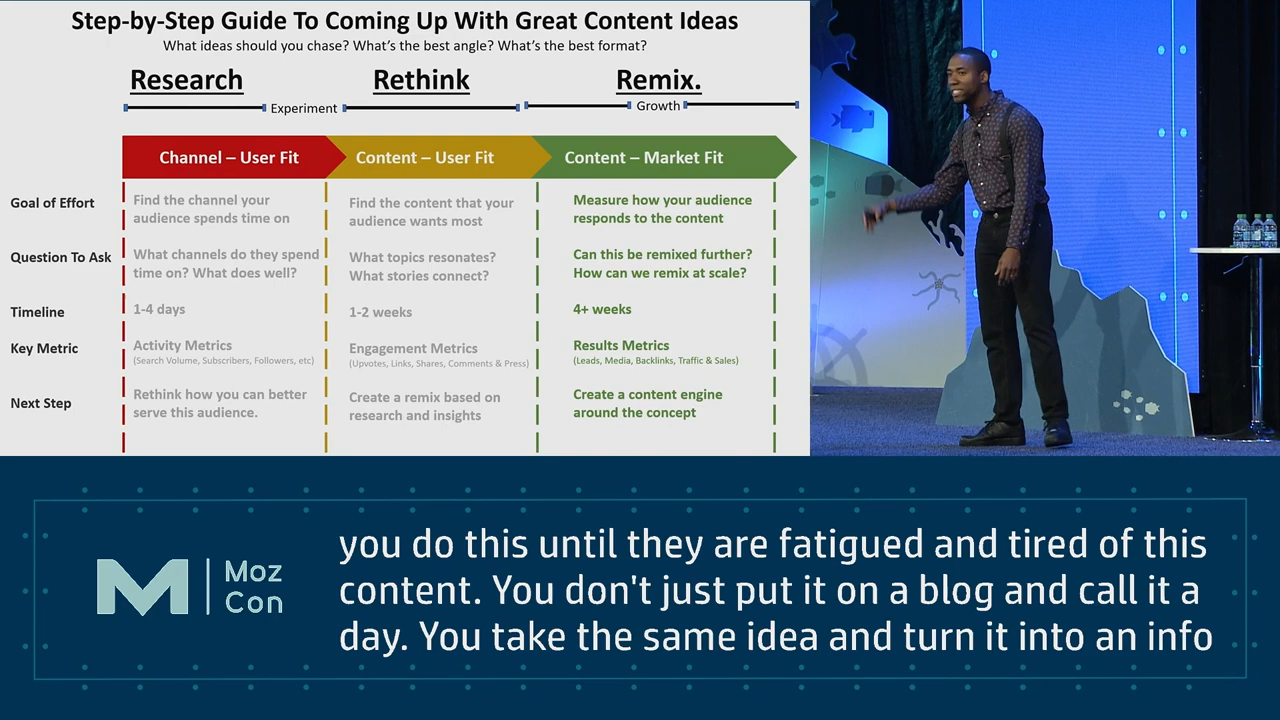 Step-by-Step Guide To Coming Up With Great Content Ideas
What ideas should you chase? What's the best angle? What's the best format?
Research
Rethink
Remix.
Experiment
Growth
Channel – User Fit
Content – User Fit
Content – Market Fit
Goal of Effort
Find the channel your
audience spends time on
Find the content that your
audience wants most
Measure how your audience
responds to the content
Question To Ask
What channels do they spend
time on? What does well?
What topics resonates?
What stories connect?
Can this be remixed further?
How can we remix at scale?
Timeline
1-4 days
1-2 weeks
4+ weeks
Key Metric
Activity Metrics
(Search Volume, Subscribers, Followers, etc)
Engagement Metrics
(Upvotes, Links, Shares, Comments & Press)
Results Metrics
(Leads, Media, Backlinks, Traffic & Sales)
Next Step
Rethink how you can better
serve this audience.
Create a remix based on
research and insights
Create a content engine
around the concept
M
Moz
Con
you do this until they are fatigued and tired of this
content. You don't just put it on a blog and call it a
day. You take the same idea and turn it into an info